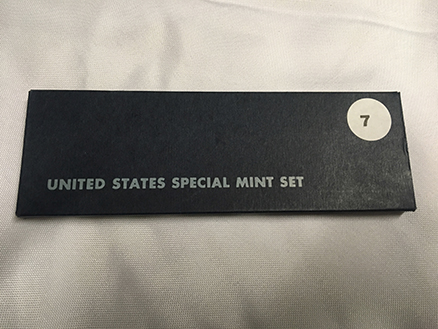 7
UNITED STATES SPECIAL MINT SET